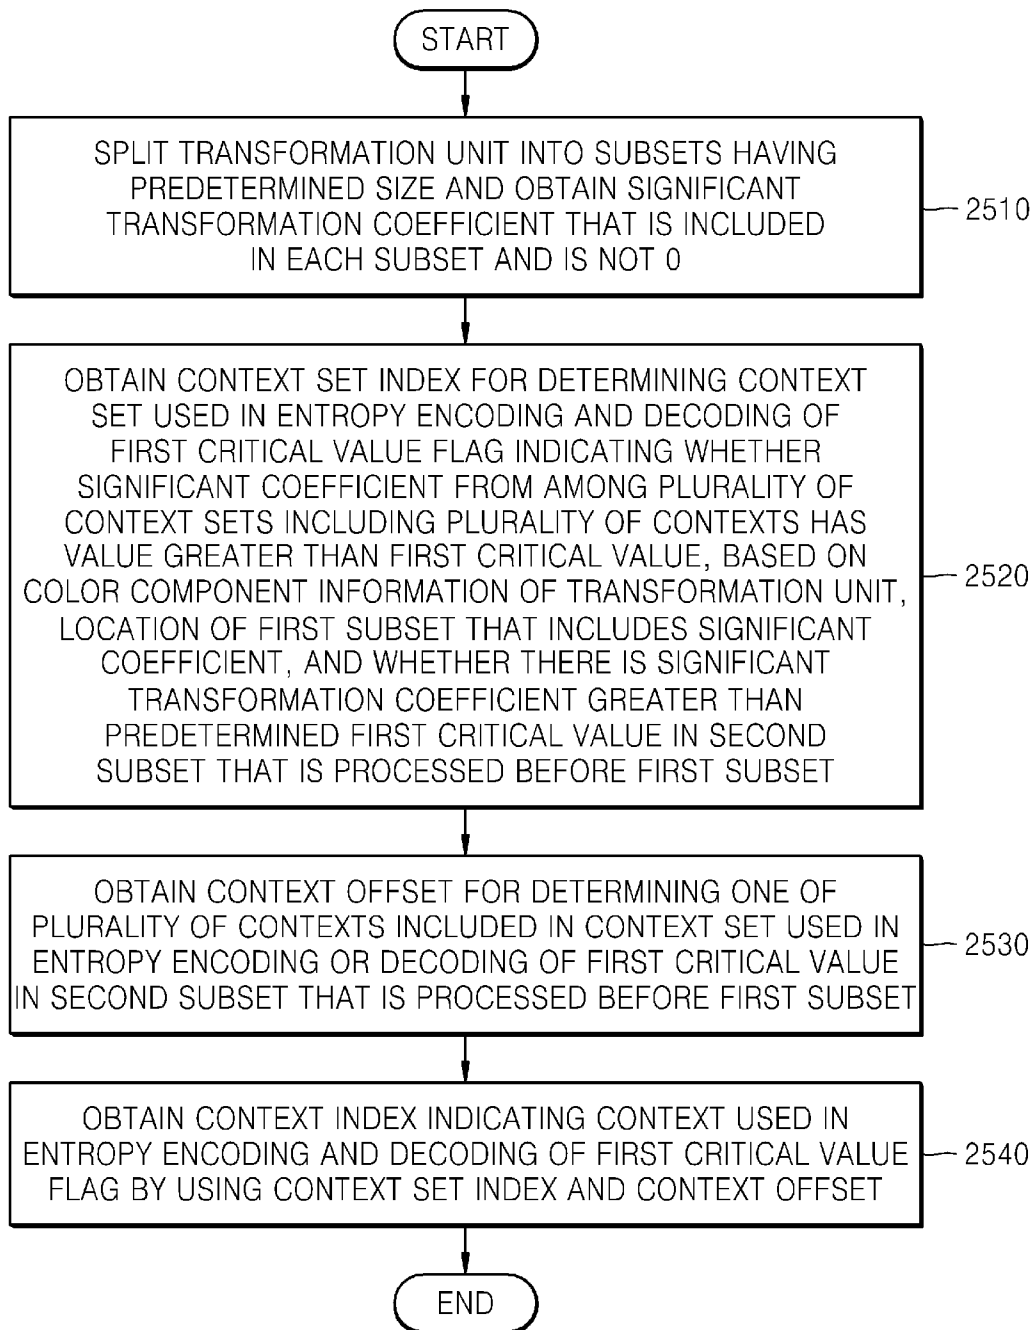 START
SPLIT TRANSFORMATION UNIT INTO SUBSETS HAVING
PREDETERMINED SIZE AND OBTAIN SIGNIFICANT
TRANSFORMATION COEFFICIENT THAT IS INCLUDED
IN EACH SUBSET AND IS NOT 0
2510
OBTAIN CONTEXT SET INDEX FOR DETERMINING CONTEXT
SET USED IN ENTROPY ENCODING AND DECODING OF
FIRST CRITICAL VALUE FLAG INDICATING WHETHER
SIGNIFICANT COEFFICIENT FROM AMONG PLURALITY OF
CONTEXT SETS INCLUDING PLURALITY OF CONTEXTS HAS
VALUE GREATER THAN FIRST CRITICAL VALUE, BASED ON
COLOR COMPONENT INFORMATION OF TRANSFORMATION UNIT,
LOCATION OF FIRST SUBSET THAT INCLUDES SIGNIFICANT
COEFFICIENT, AND WHETHER THERE IS SIGNIFICANT
TRANSFORMATION COEFFICIENT GREATER THAN
PREDETERMINED FIRST CRITICAL VALUE IN SECOND
SUBSET THAT IS PROCESSED BEFORE FIRST SUBSET
2520
OBTAIN CONTEXT OFFSET FOR DETERMINING ONE OF
PLURALITY OF CONTEXTS INCLUDED IN CONTEXT SET USED IN
ENTROPY ENCODING OR DECODING OF FIRST CRITICAL VALUE
IN SECOND SUBSET THAT IS PROCESSED BEFORE FIRST SUBSET
2530
OBTAIN CONTEXT INDEX INDICATING CONTEXT USED IN
ENTROPY ENCODING AND DECODING OF FIRST CRITICAL VALUE
FLAG BY USING CONTEXT SET INDEX AND CONTEXT OFFSET
2540
END